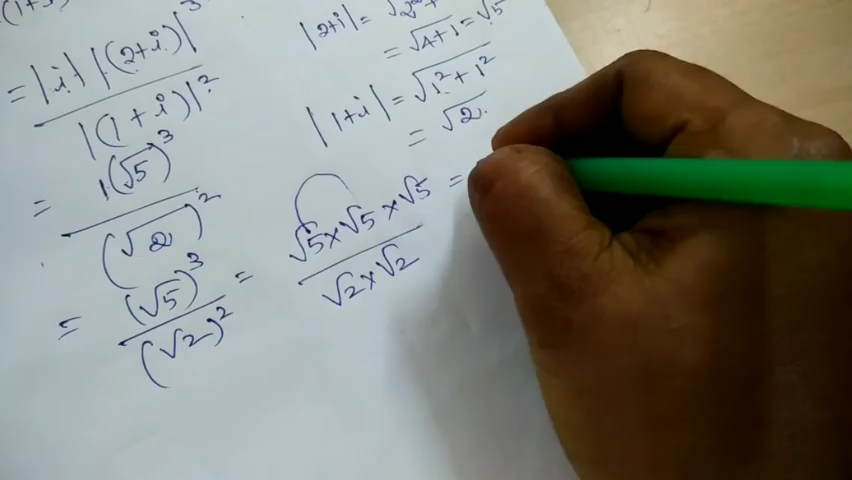 = |i| |(2+i)|³ / |(1+i)|²
= 1(√5)³ / (√2)²
= (√5)³ / (√2)² = √5×√5×√5 / √2×√2 =
|2+i| =
= √4+1 = √5
|1+i| = √1²+1²
= √2